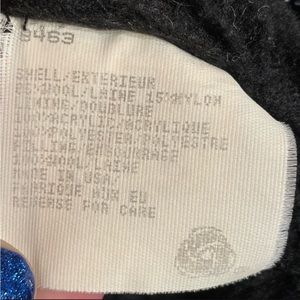 9463
SHELL/EXTERIEUR
85%WOOL/LAINE 15%NYLON
LINING/DOUBLURE
100%ACRYLIC/ACRYLIQUE
100%POLYESTER/POLYESTRE
FILLING/EMBOURRAGE
100%WOOL/LAINE
MADE IN USA
FABRIQUE AUX EU
REVERSE FOR CARE